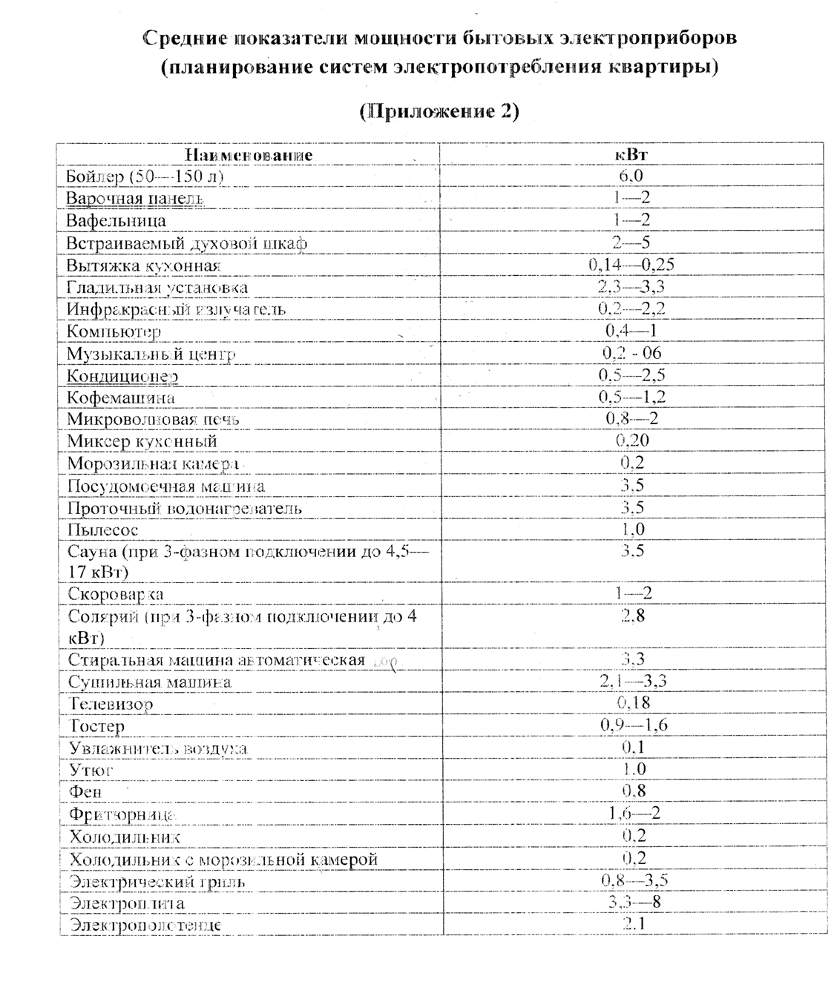 Средние показатели мощности бытовых электроприборов
(планирование систем электропотребления квартиры)
(Приложение 2)
Наименование кВт
Бойлер (50—150 л) 6,0
Варочная панель 1—2
Вафельница 1—2
Встраиваемый духовой шкаф 2—5
Вытяжка кухонная 0,14—0,25
Гладильная установка 2,3—3,3
Инфракрасный излучатель 0,2—2,2
Компьютер 0,4—1
Музыкальный центр 0,2 - 06
Кондиционер 0,5—2,5
Кофемашина 0,5—1,2
Микроволновая печь 0,8—2
Миксер кухонный 0,20
Морозильная камера 0,2
Посудомоечная машина 3,5
Проточный водонагреватель 3,5
Пылесос 1,0
Сауна (при 3-фазном подключении до 4,5— 3,5
17 кВт)
Скороварка 1—2
Солярий (при 3-фазном подключении до 4 2,8
кВт)
Стиральная машина автоматическая 3,3
Сушильная машина 2,1—3,3
Телевизор 0,18
Тостер 0,9—1,6
Увлажнитель воздуха 0,1
Утюг 1,0
Фен 0,8
Фритюрница 1,6—2
Холодильник 0,2
Холодильник с морозильной камерой 0,2
Электрический гриль 0,8—3,5
Электроплита 3,3—8
Электрополотенце 2,1